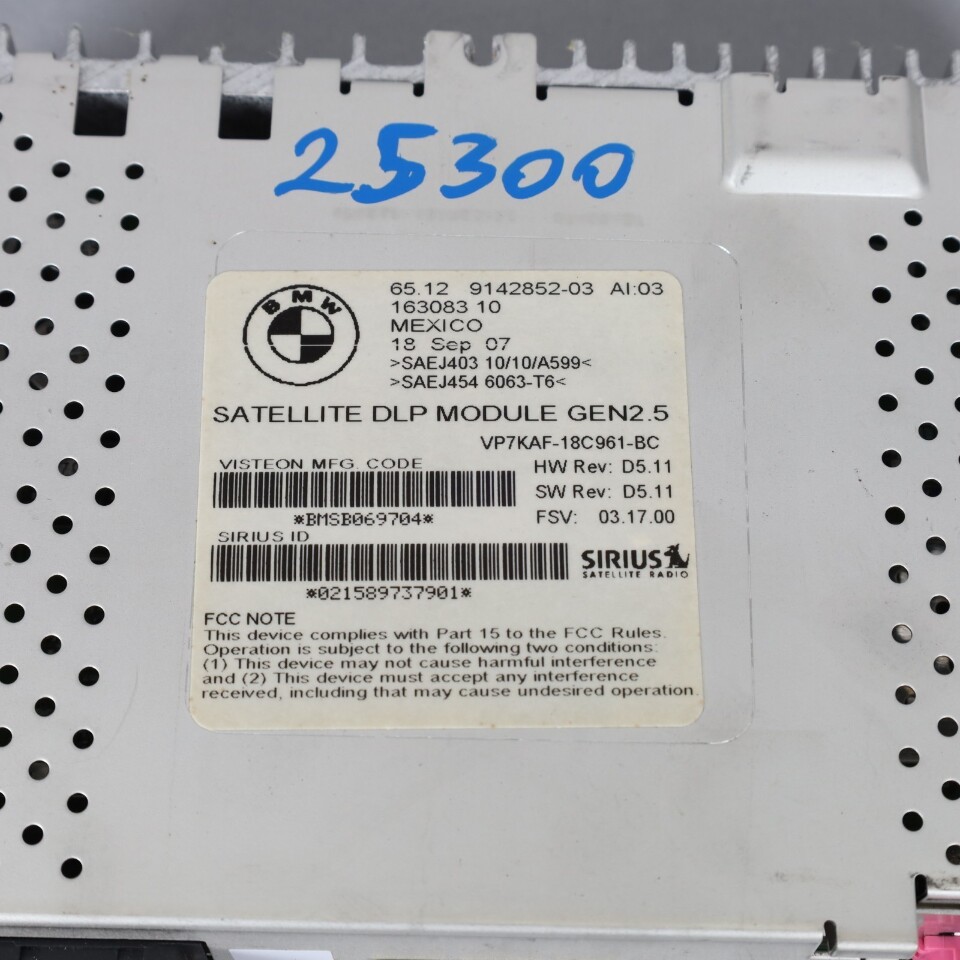 25300
BMW
65.12 9142852-03 AI:03
163083 10
MEXICO
18 Sep 07
>SAEJ403 10/10/A599<
>SAEJ454 6063-T6<
SATELLITE DLP MODULE GEN2.5
VP7KAF-18C961-BC
VISTEON MFG. CODE
HW Rev: D5.11
SW Rev: D5.11
*BMSB069704*
FSV: 03.17.00
SIRIUS ID
SIRIUS
SATELLITE RADIO
*021589737901*
FCC NOTE
This device complies with Part 15 to the FCC Rules.
Operation is subject to the following two conditions:
(1) This device may not cause harmful interference
and (2) This device must accept any interference
received, including that may cause undesired operation.